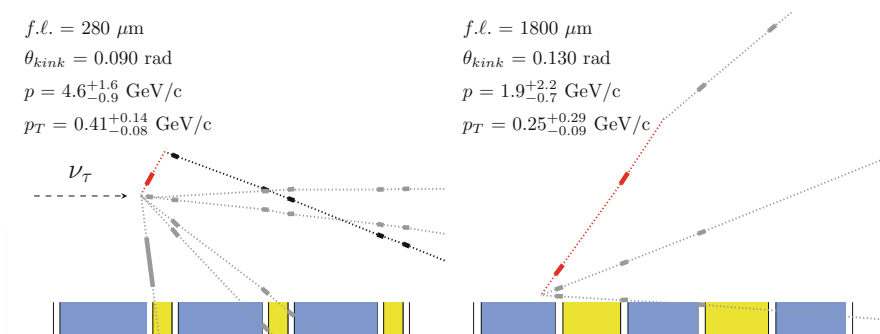 f.ℓ. = 280 μm
θ_kink = 0.090 rad
p = 4.6^{+1.6}_{-0.9} GeV/c
p_T = 0.41^{+0.14}_{-0.08} GeV/c
ν_τ
f.ℓ. = 1800 μm
θ_kink = 0.130 rad
p = 1.9^{+2.2}_{-0.7} GeV/c
p_T = 0.25^{+0.29}_{-0.09} GeV/c